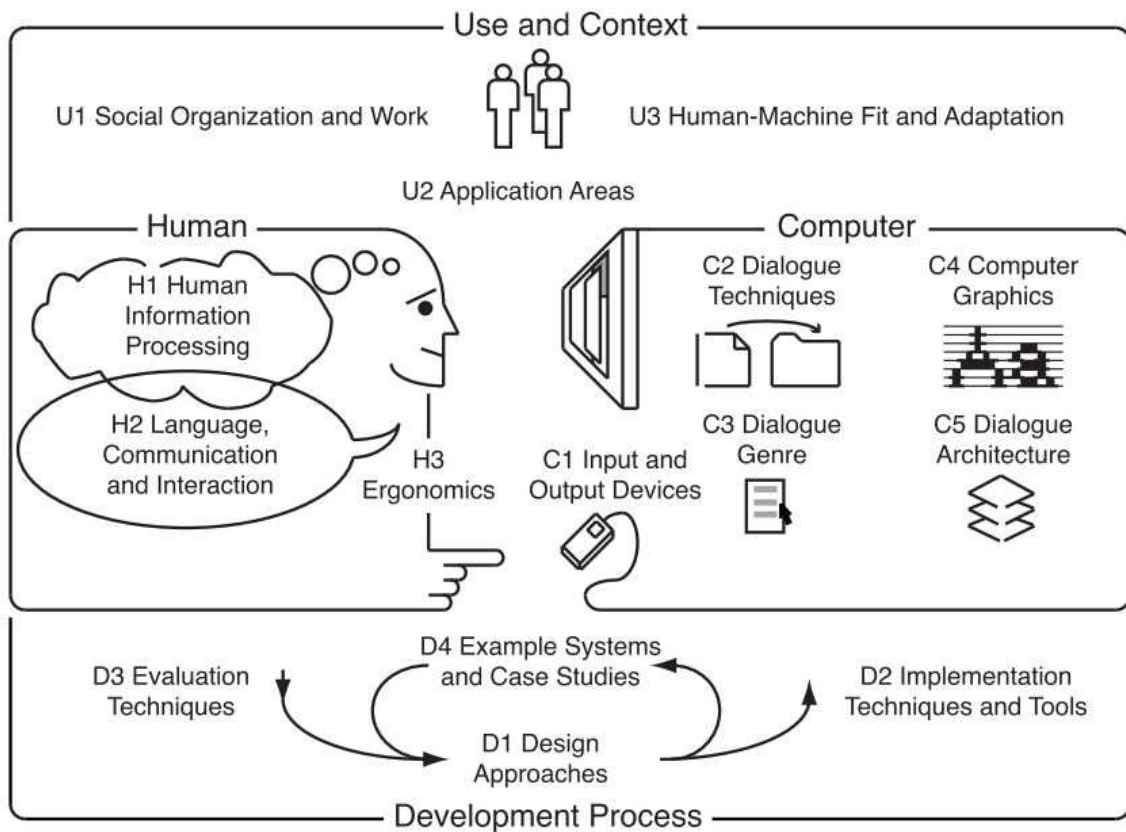 Use and Context
U1 Social Organization and Work
U3 Human-Machine Fit and Adaptation
U2 Application Areas
Human
H1 Human
Information
Processing
H2 Language,
Communication
and Interaction
H3
Ergonomics
Computer
C1 Input and
Output Devices
C2 Dialogue
Techniques
C4 Computer
Graphics
C3 Dialogue
Genre
C5 Dialogue
Architecture
D3 Evaluation
Techniques
D4 Example Systems
and Case Studies
D2 Implementation
Techniques and Tools
D1 Design
Approaches
Development Process